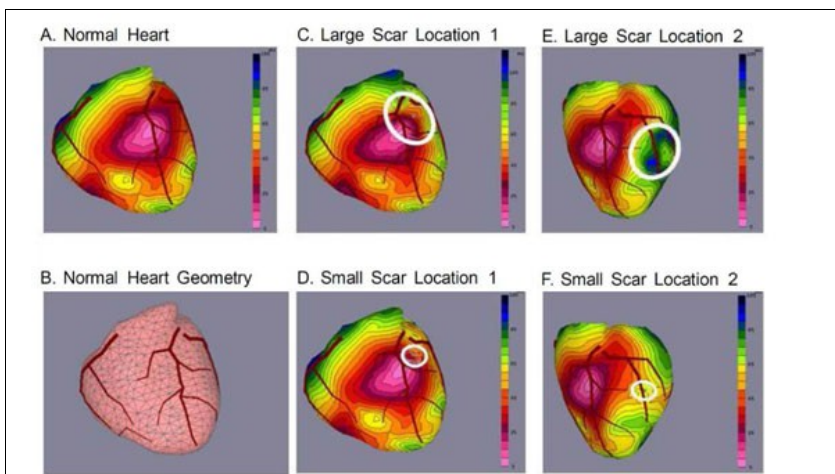 A. Normal Heart
C. Large Scar Location 1
E. Large Scar Location 2
B. Normal Heart Geometry
D. Small Scar Location 1
F. Small Scar Location 2